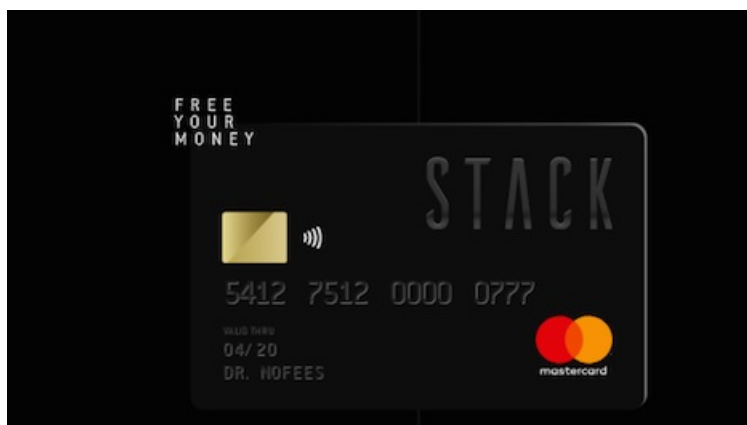 FREE
YOUR
MONEY
STACK
5412 7512 0000 0777
VALID THRU
04/20
DR. NOFEES
mastercard